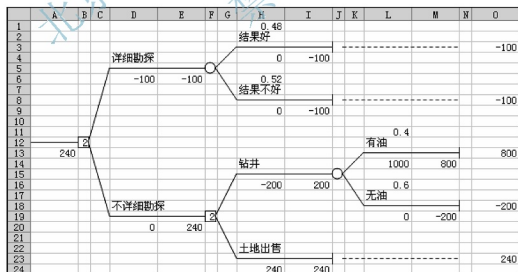 A B C D E F G H I J K L M N O
1 0.48
2 结果好
3 -100
4 详细勘探 0 -100
5
6 -100 -100 0.52
7 结果不好
8 -100
9 0 -100
10
11 0.4
12 2 有油
13 240 800
14 钻井 1000 800
15
16 -200 200 0.6
17 无油
18 不详细勘探 -200
19 2 0 -200
20 0 240
21
22 土地出售
23 240
24 240 240